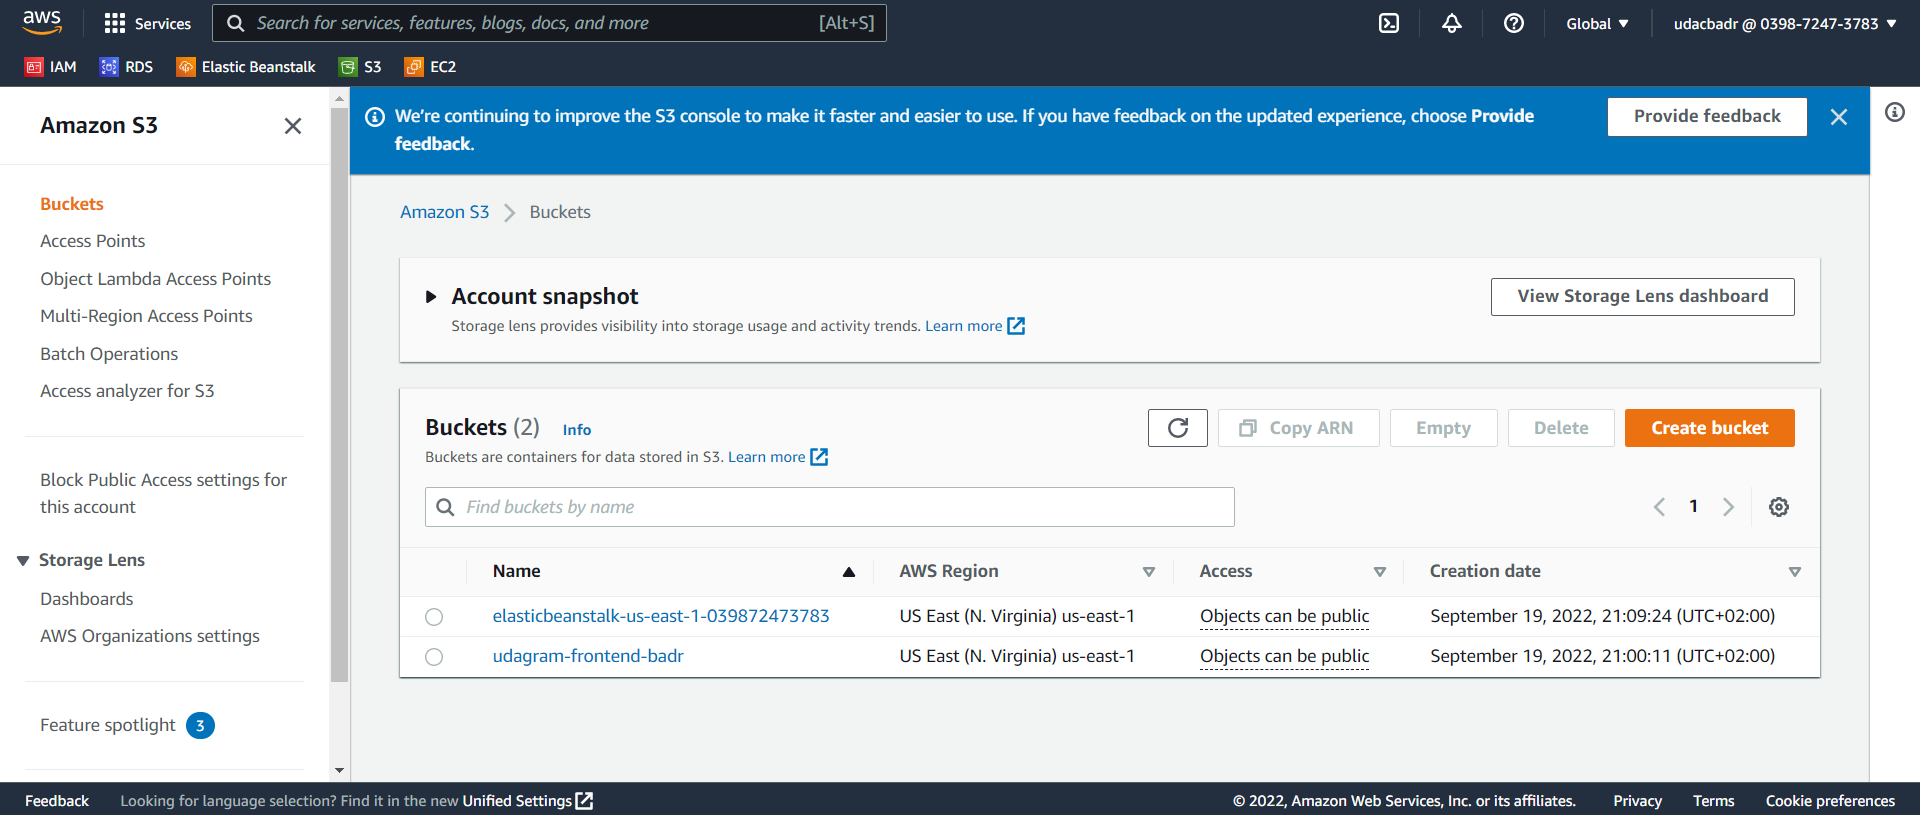 aws
Services
Search for services, features, blogs, docs, and more
[Alt+S]
Global
udacbadr @ 0398-7247-3783
IAM
RDS
Elastic Beanstalk
S3
EC2
Amazon S3
Buckets
Access Points
Object Lambda Access Points
Multi-Region Access Points
Batch Operations
Access analyzer for S3
Block Public Access settings for
this account
Storage Lens
Dashboards
AWS Organizations settings
Feature spotlight 3
We’re continuing to improve the S3 console to make it faster and easier to use. If you have feedback on the updated experience, choose Provide
feedback.
Provide feedback
Amazon S3
Buckets
Account snapshot
Storage lens provides visibility into storage usage and activity trends. Learn more
View Storage Lens dashboard
Buckets (2) Info
Buckets are containers for data stored in S3. Learn more
Copy ARN
Empty
Delete
Create bucket
Find buckets by name
1
Name AWS Region Access Creation date
elasticbeanstalk-us-east-1-039872473783 US East (N. Virginia) us-east-1 Objects can be public September 19, 2022, 21:09:24 (UTC+02:00)
udagram-frontend-badr US East (N. Virginia) us-east-1 Objects can be public September 19, 2022, 21:00:11 (UTC+02:00)
Feedback
Looking for language selection? Find it in the new Unified Settings
© 2022, Amazon Web Services, Inc. or its affiliates.
Privacy
Terms
Cookie preferences